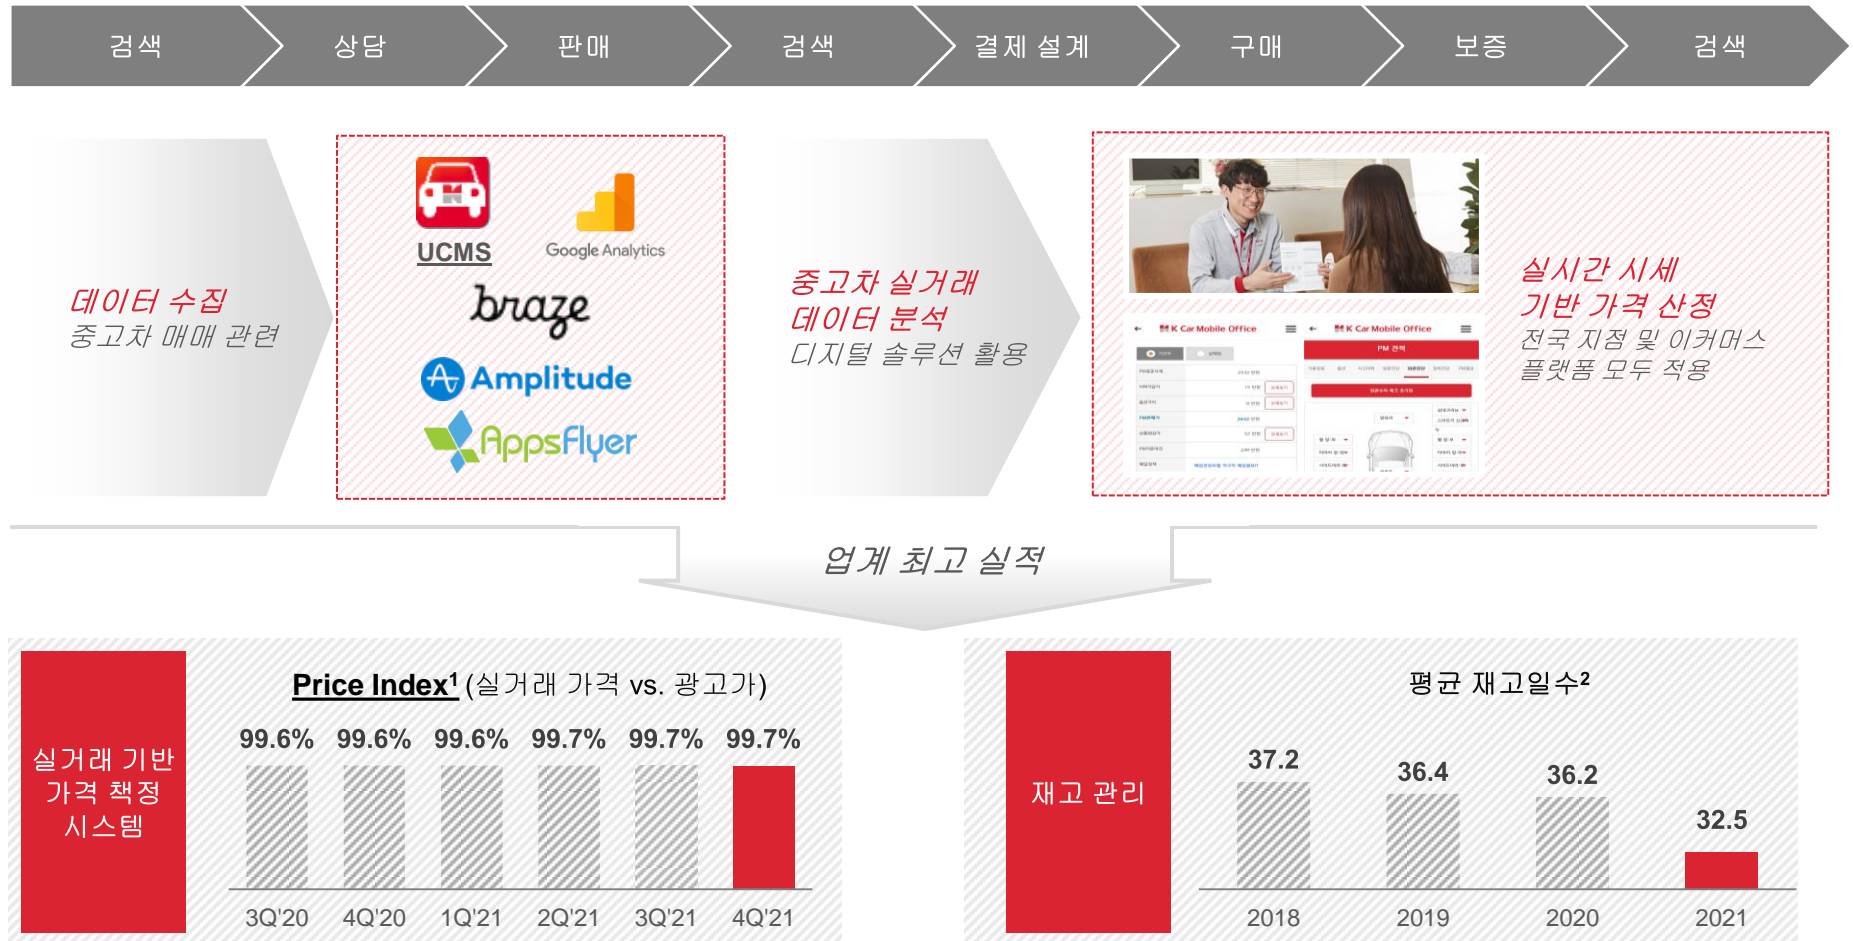 검색
상담
판매
검색
결제 설계
구매
보증
검색
데이터 수집
중고차 매매 관련
UCMS
Google Analytics
braze
Amplitude
AppsFlyer
중고차 실거래
데이터 분석
디지털 솔루션 활용
K Car Mobile Office
K Car Mobile Office
PM 견적
실시간 시세
기반 가격 산정
전국 지점 및 이커머스
플랫폼 모두 적용
업계 최고 실적
실거래 기반
가격 책정
시스템
Price Index¹ (실거래 가격 vs. 광고가)
99.6% 99.6% 99.6% 99.7% 99.7% 99.7%
3Q'20 4Q'20 1Q'21 2Q'21 3Q'21 4Q'21
재고 관리
평균 재고일수²
37.2 36.4 36.2 32.5
2018 2019 2020 2021